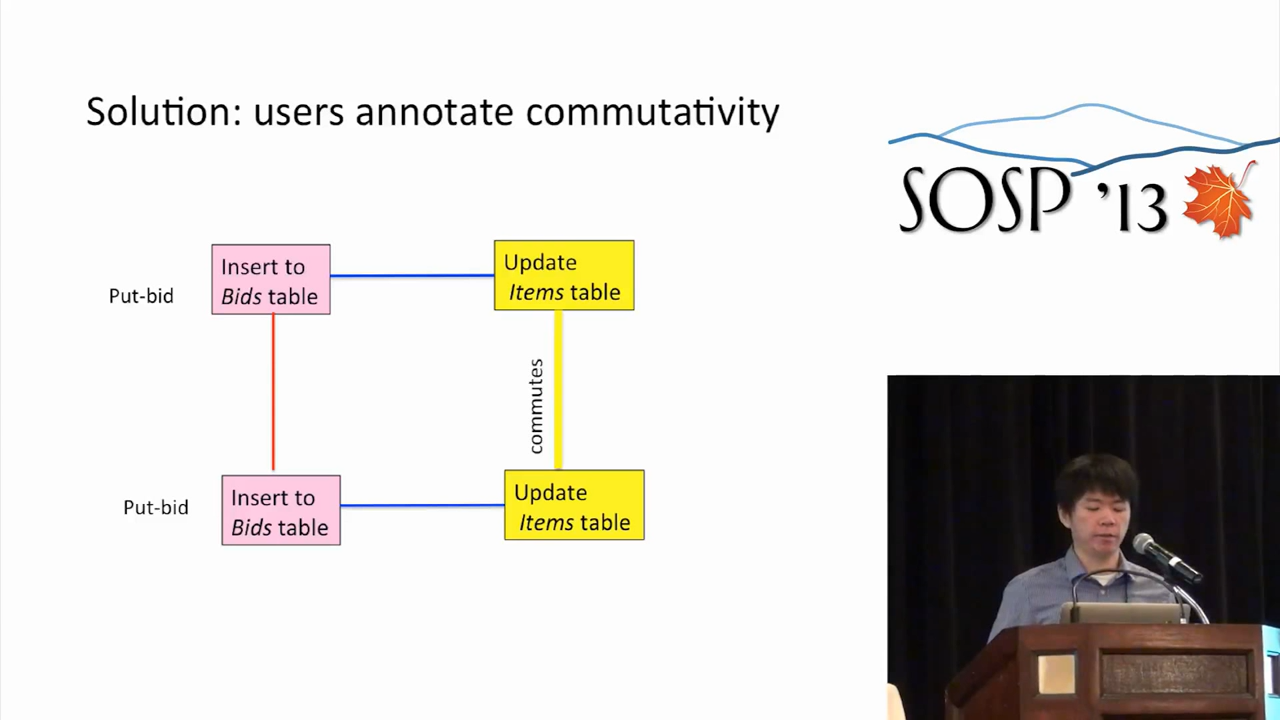 Solution: users annotate commutativity
SOSP '13
Put-bid
Insert to
Bids table
Update
Items table
commutes
Put-bid
Insert to
Bids table
Update
Items table